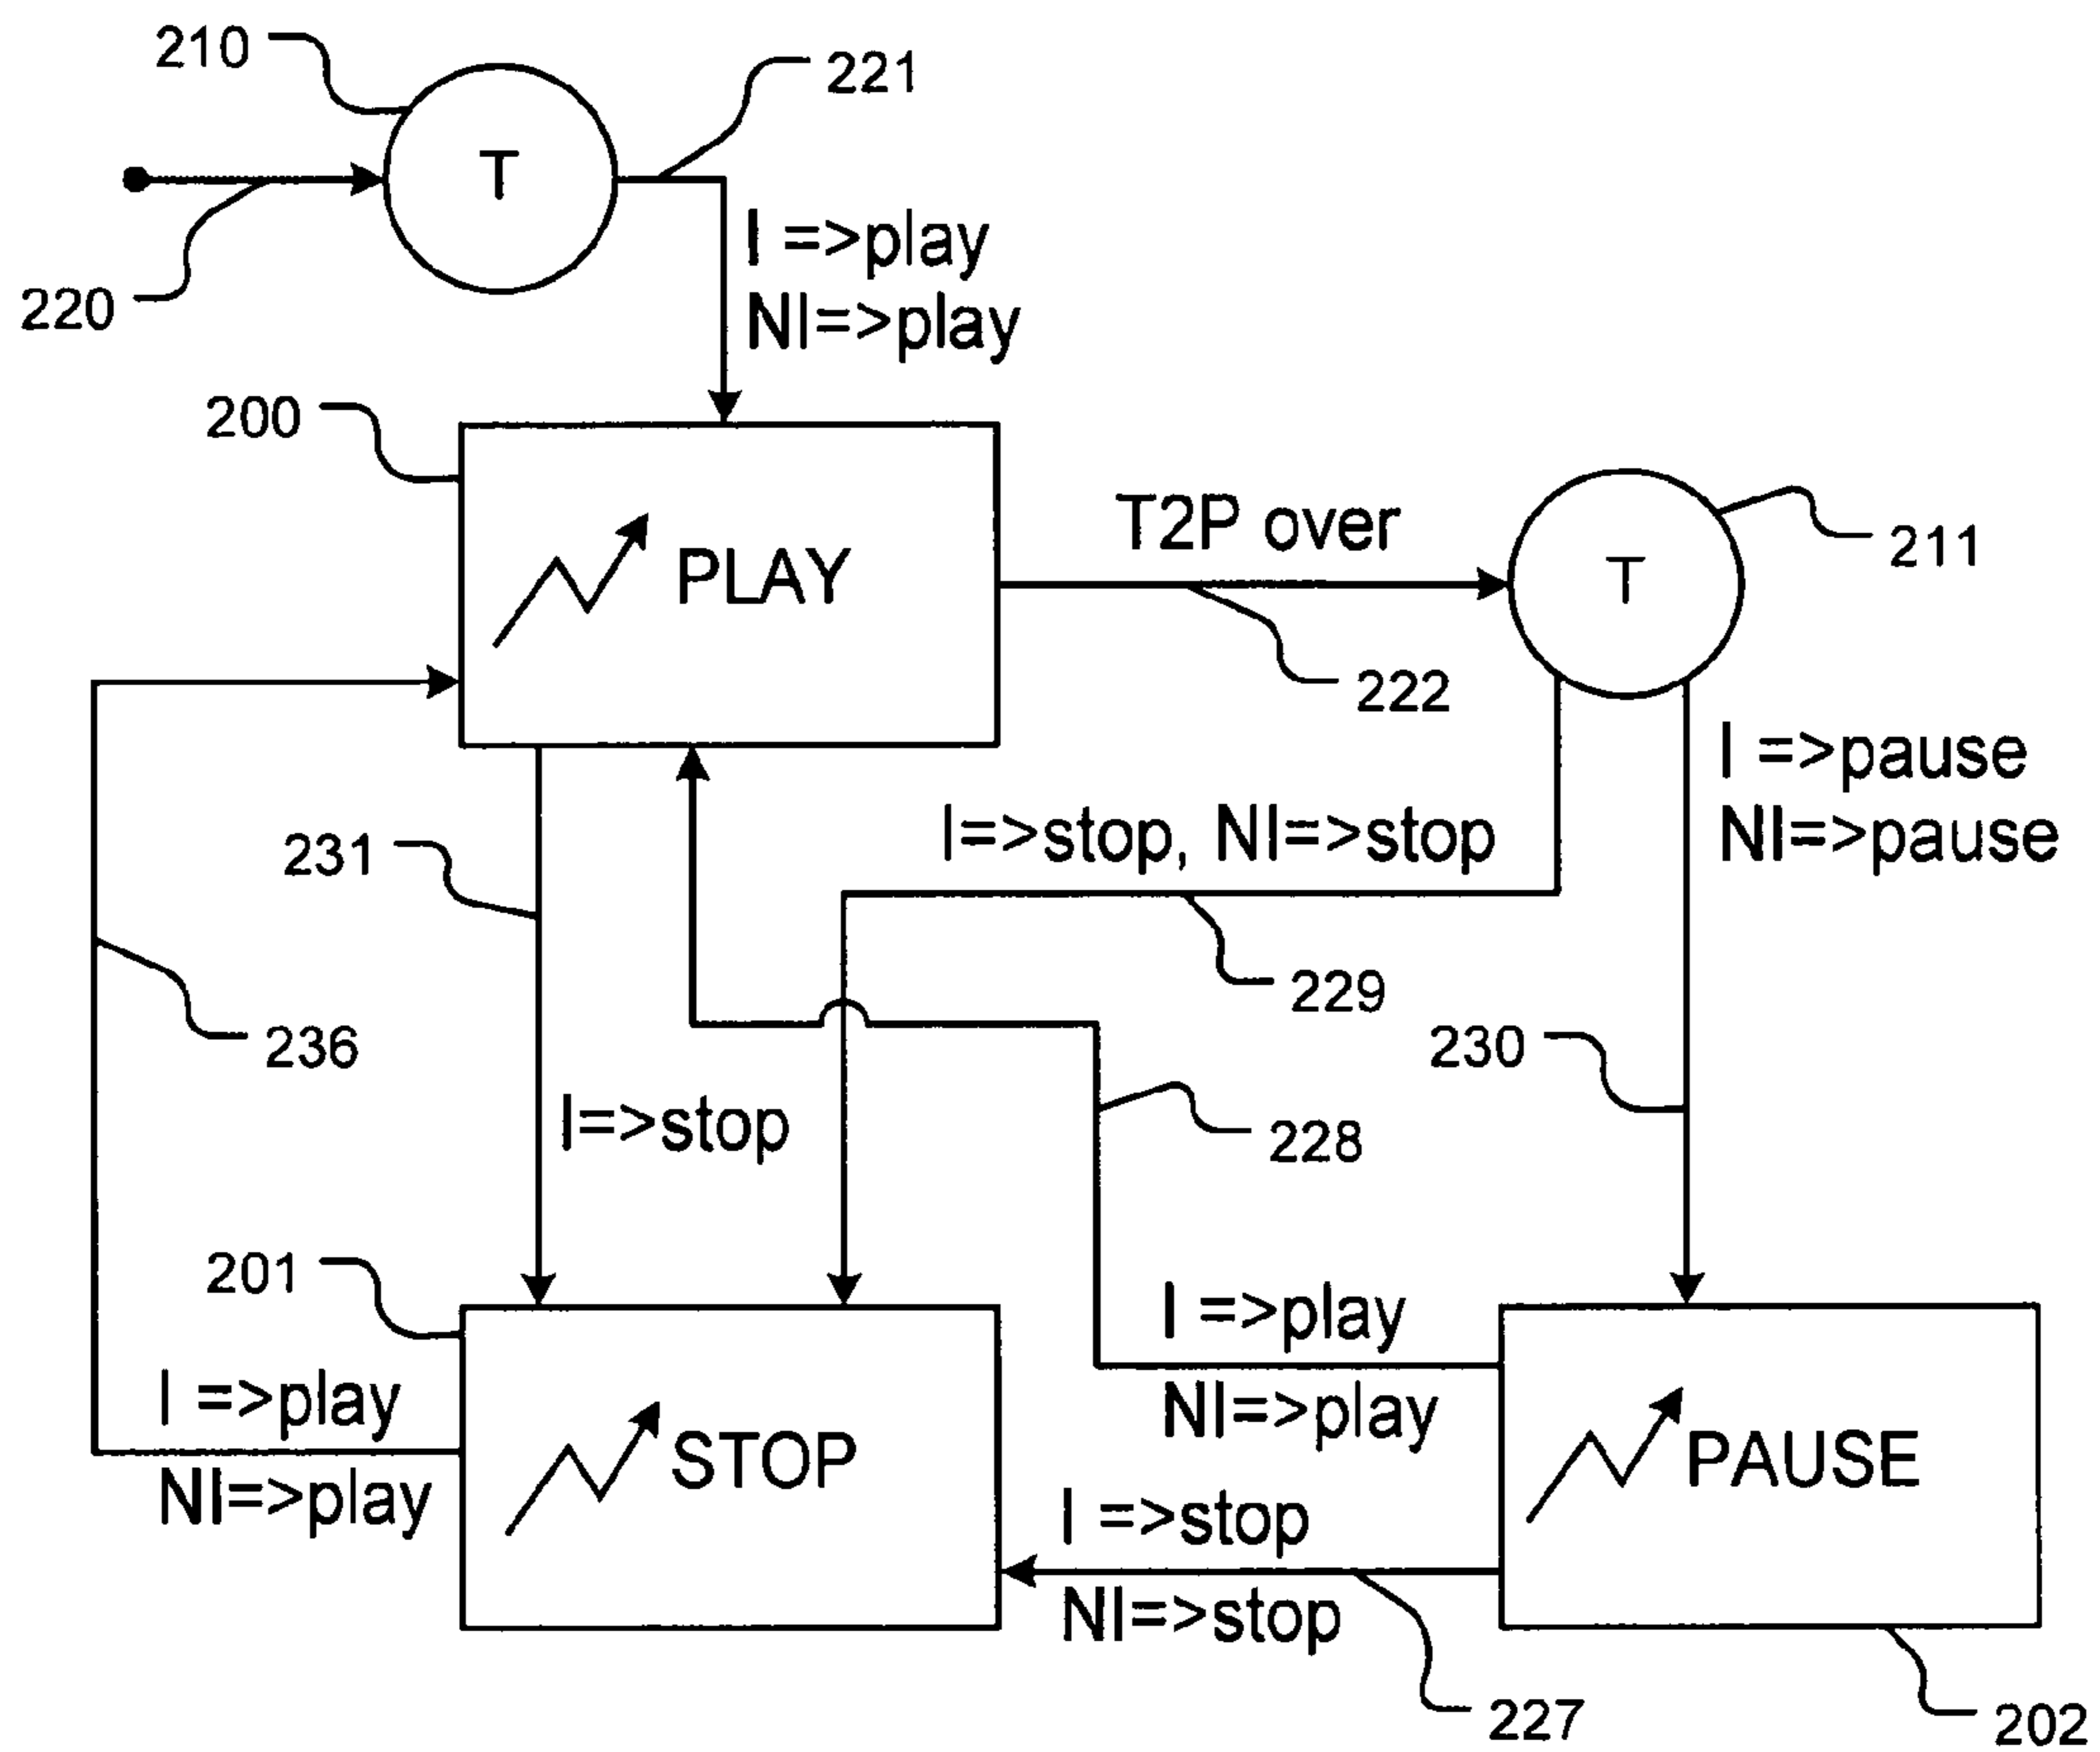 210
221
T
I =>play
NI=>play
220
200
T2P over
PLAY
T
211
222
I =>pause
NI=>pause
I=>stop, NI=>stop
231
229
236
230
I=>stop
228
201
I =>play
NI=>play
I =>play
NI=>play
STOP
PAUSE
I =>stop
NI=>stop
227
202